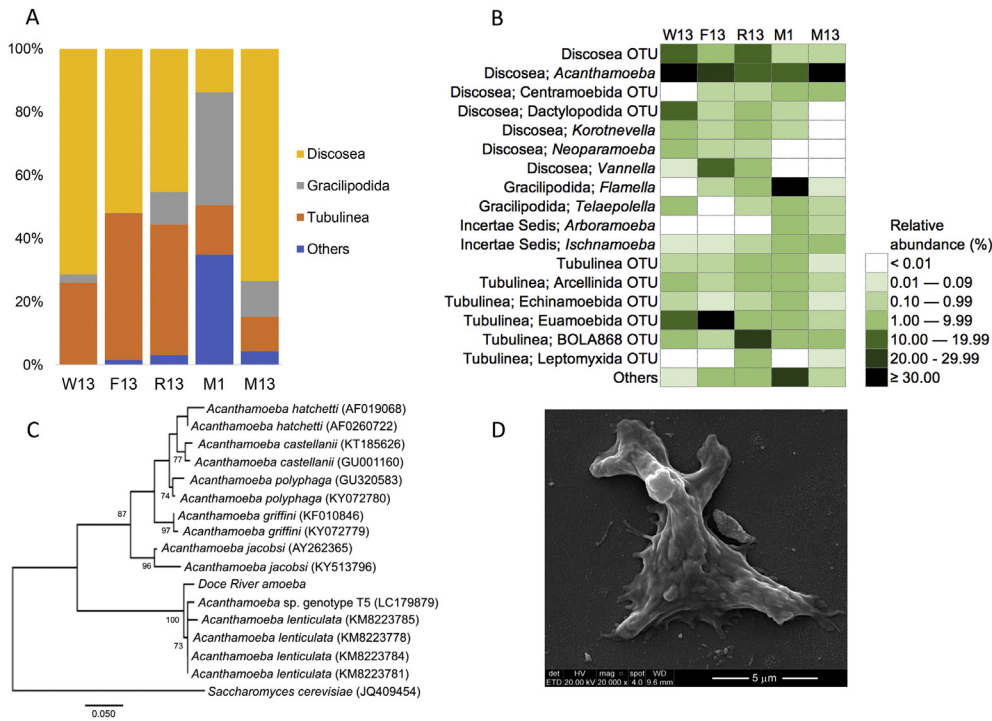 A
100%
80%
60%
40%
20%
0%
W13 F13 R13 M1 M13
Discosea
Gracilipodida
Tubulinea
Others
B
W13 F13 R13 M1 M13
Discosea OTU
Discosea; Acanthamoeba
Discosea; Centramoebida OTU
Discosea; Dactylopodida OTU
Discosea; Korotnevella
Discosea; Neoparamoeba
Discosea; Vannella
Gracilipodida; Flamella
Gracilipodida; Telaepolella
Incertae Sedis; Arboramoeba
Incertae Sedis; Ischnamoeba
Tubulinea OTU
Tubulinea; Arcellinida OTU
Tubulinea; Echinamoebida OTU
Tubulinea; Euamoebida OTU
Tubulinea; BOLA868 OTU
Tubulinea; Leptomyxida OTU
Others
Relative
abundance (%)
< 0.01
0.01 — 0.09
0.10 — 0.99
1.00 — 9.99
10.00 — 19.99
20.00 - 29.99
≥ 30.00
C
Acanthamoeba hatchetti (AF019068)
Acanthamoeba hatchetti (AF0260722)
Acanthamoeba castellanii (KT185626)
77
Acanthamoeba castellanii (GU001160)
Acanthamoeba polyphaga (GU320583)
74
Acanthamoeba polyphaga (KY072780)
87
Acanthamoeba griffini (KF010846)
97
Acanthamoeba griffini (KY072779)
Acanthamoeba jacobsi (AY262365)
96
Acanthamoeba jacobsi (KY513796)
Doce River amoeba
Acanthamoeba sp. genotype T5 (LC179879)
100
Acanthamoeba lenticulata (KM8223785)
Acanthamoeba lenticulata (KM8223778)
73
Acanthamoeba lenticulata (KM8223784)
Acanthamoeba lenticulata (KM8223781)
Saccharomyces cerevisiae (JQ409454)
0.050
D
det HV mag spot WD
ETD 20.00 kV 20 000 x 4.0 9.6 mm
5 µm